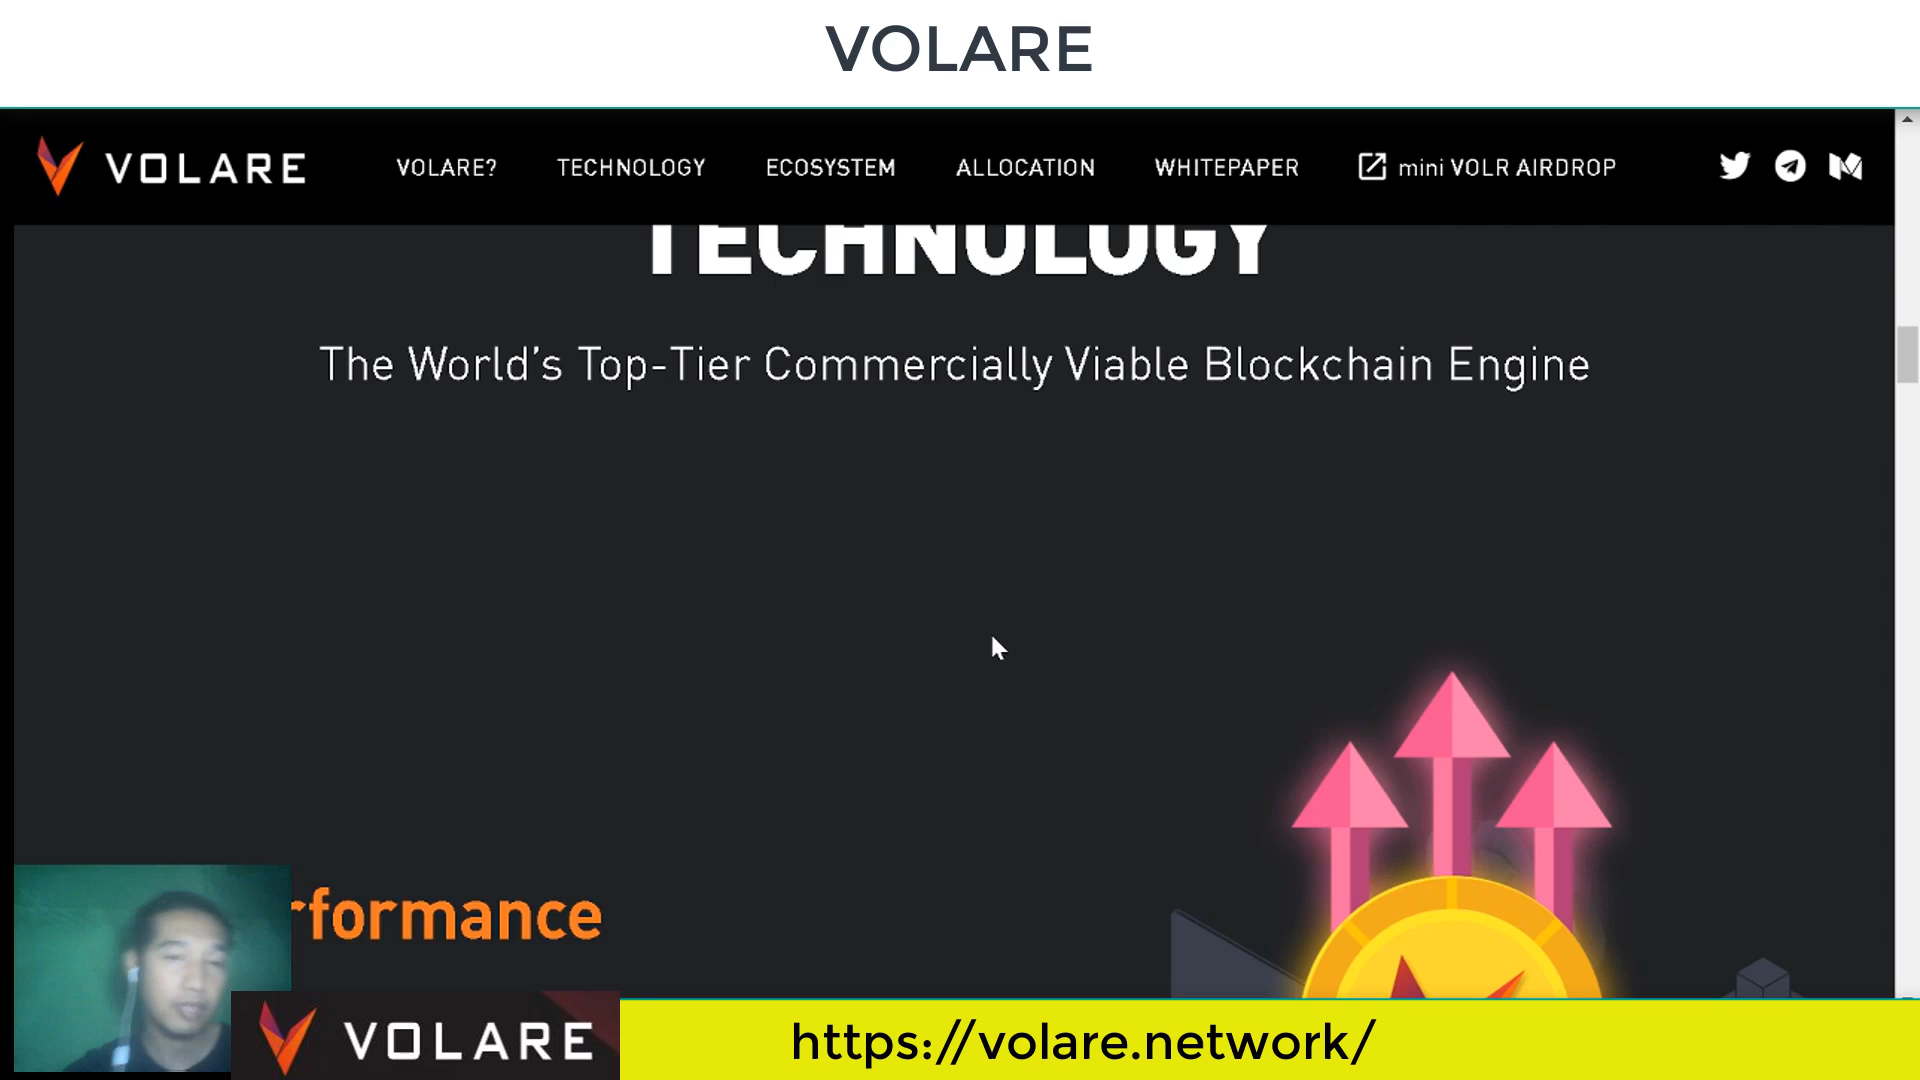 VOLARE
VOLARE VOLARE? TECHNOLOGY ECOSYSTEM ALLOCATION WHITEPAPER mini VOLR AIRDROP
TECHNOLOGY
The World's Top-Tier Commercially Viable Blockchain Engine
rformance
VOLARE
https://volare.network/